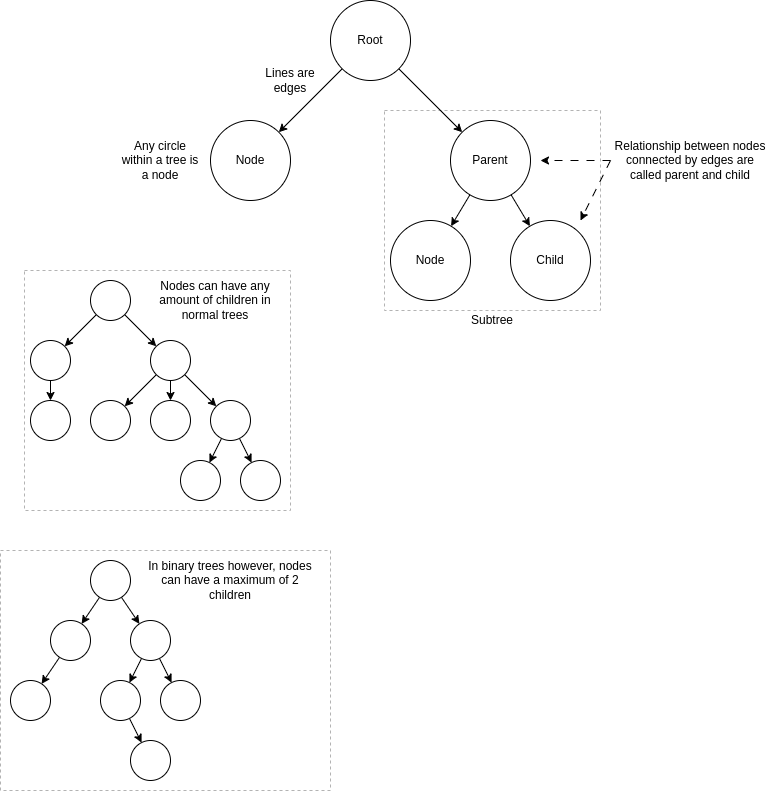 Root
Lines are
edges
Any circle
within a tree is
a node
Node
Parent
Relationship between nodes
connected by edges are
called parent and child
Node
Child
Subtree
Nodes can have any
amount of children in
normal trees
In binary trees however, nodes
can have a maximum of 2
children